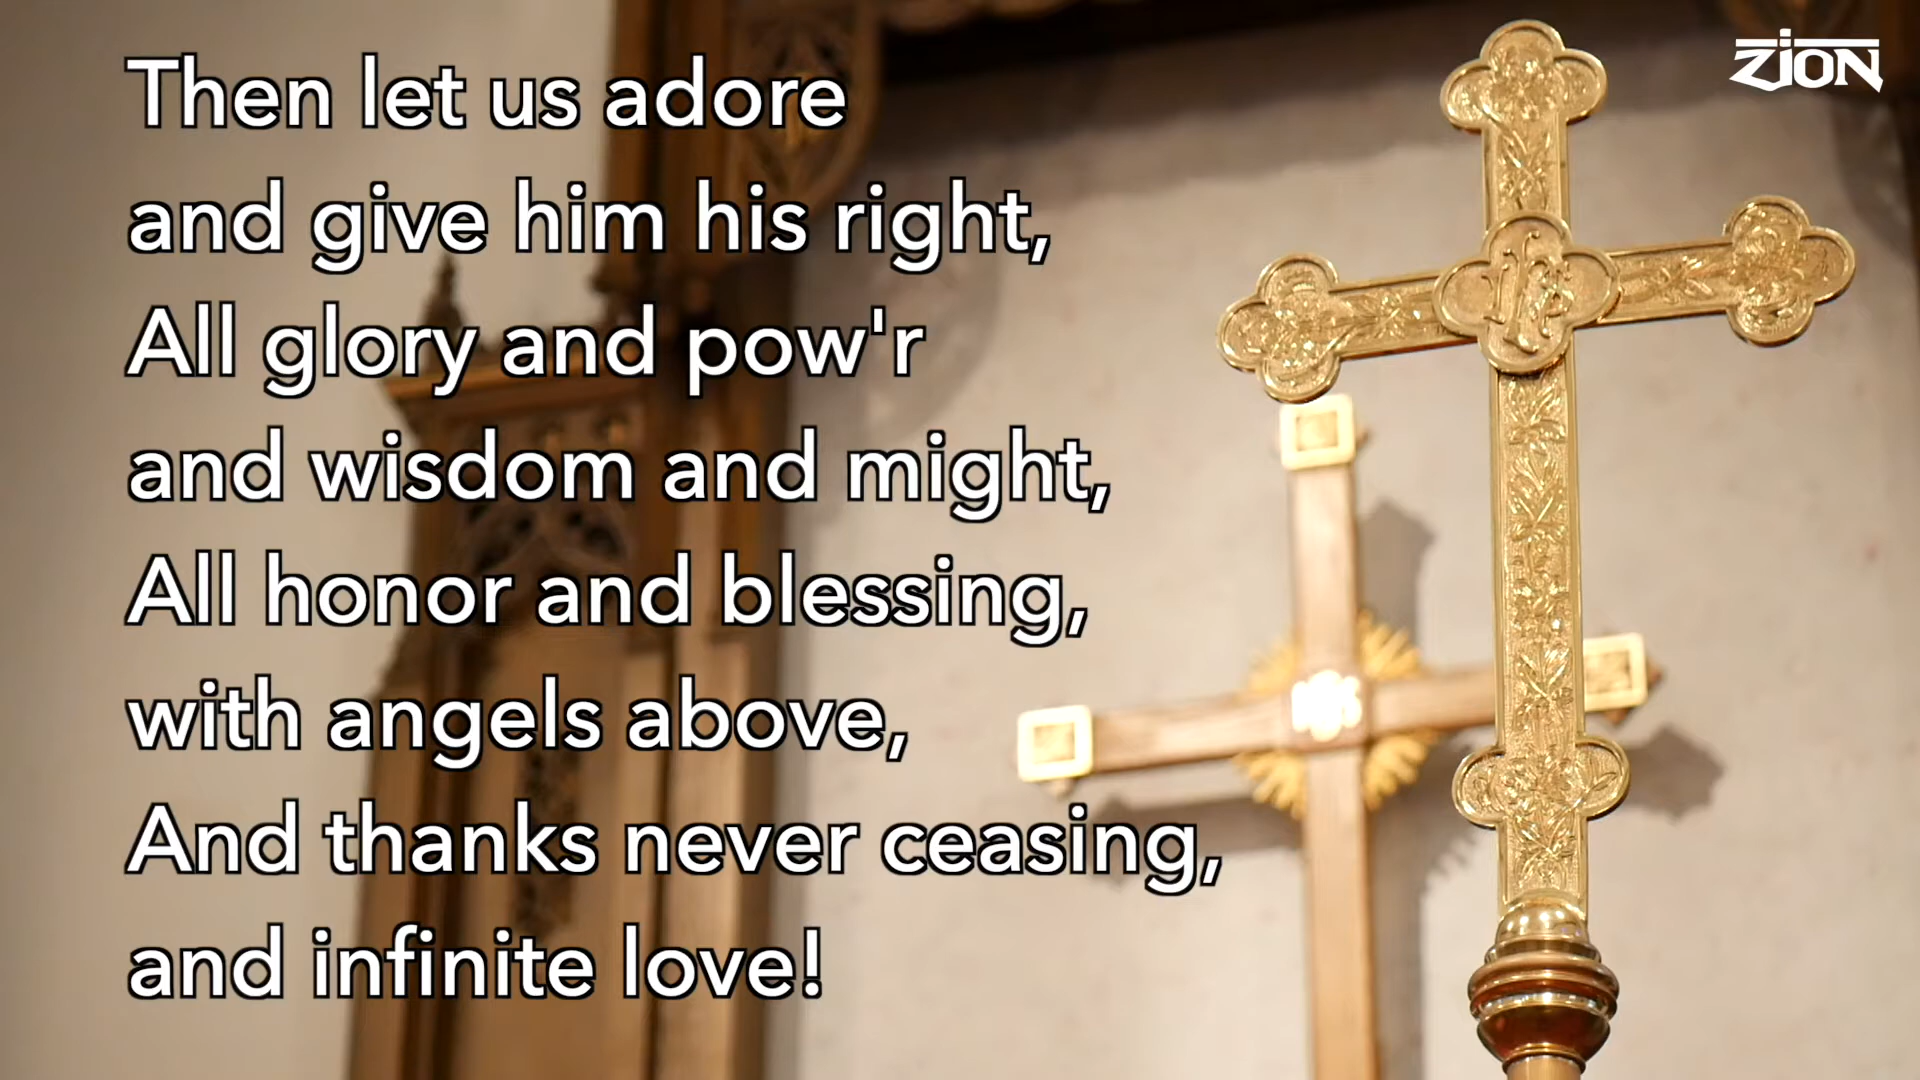 Then let us adore
and give him his right,
All glory and pow'r
and wisdom and might,
All honor and blessing,
with angels above,
And thanks never ceasing,
and infinite love!
ZION
IHS